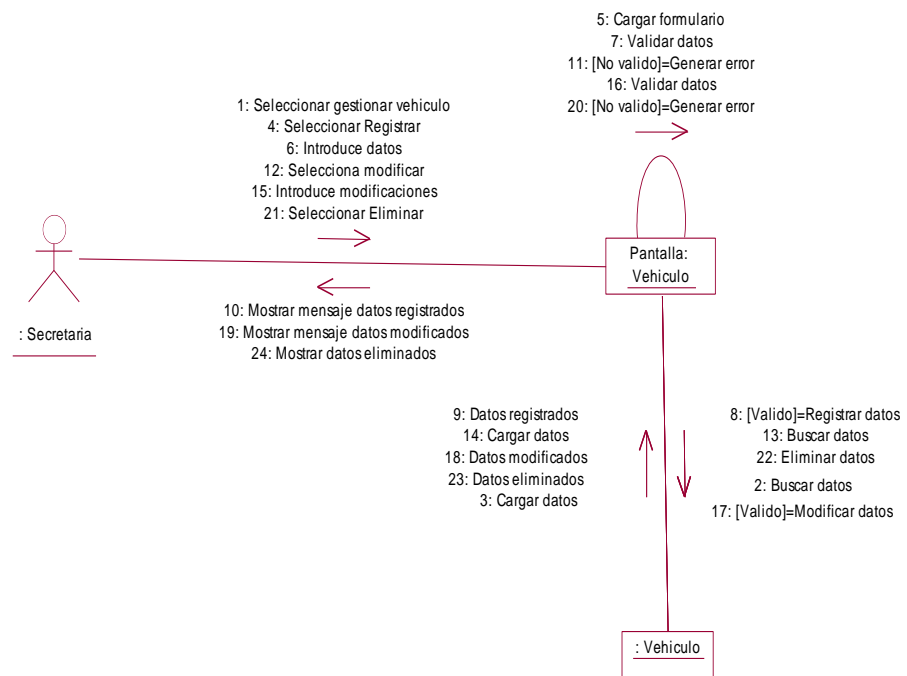 5: Cargar formulario
7: Validar datos
11: [No valido]=Generar error
16: Validar datos
20: [No valido]=Generar error
1: Seleccionar gestionar vehiculo
4: Seleccionar Registrar
6: Introduce datos
12: Selecciona modificar
15: Introduce modificaciones
21: Seleccionar Eliminar
Pantalla:
Vehiculo
: Secretaria
10: Mostrar mensaje datos registrados
19: Mostrar mensaje datos modificados
24: Mostrar datos eliminados
9: Datos registrados
14: Cargar datos
18: Datos modificados
23: Datos eliminados
3: Cargar datos
8: [Valido]=Registrar datos
13: Buscar datos
22: Eliminar datos
2: Buscar datos
17: [Valido]=Modificar datos
: Vehiculo